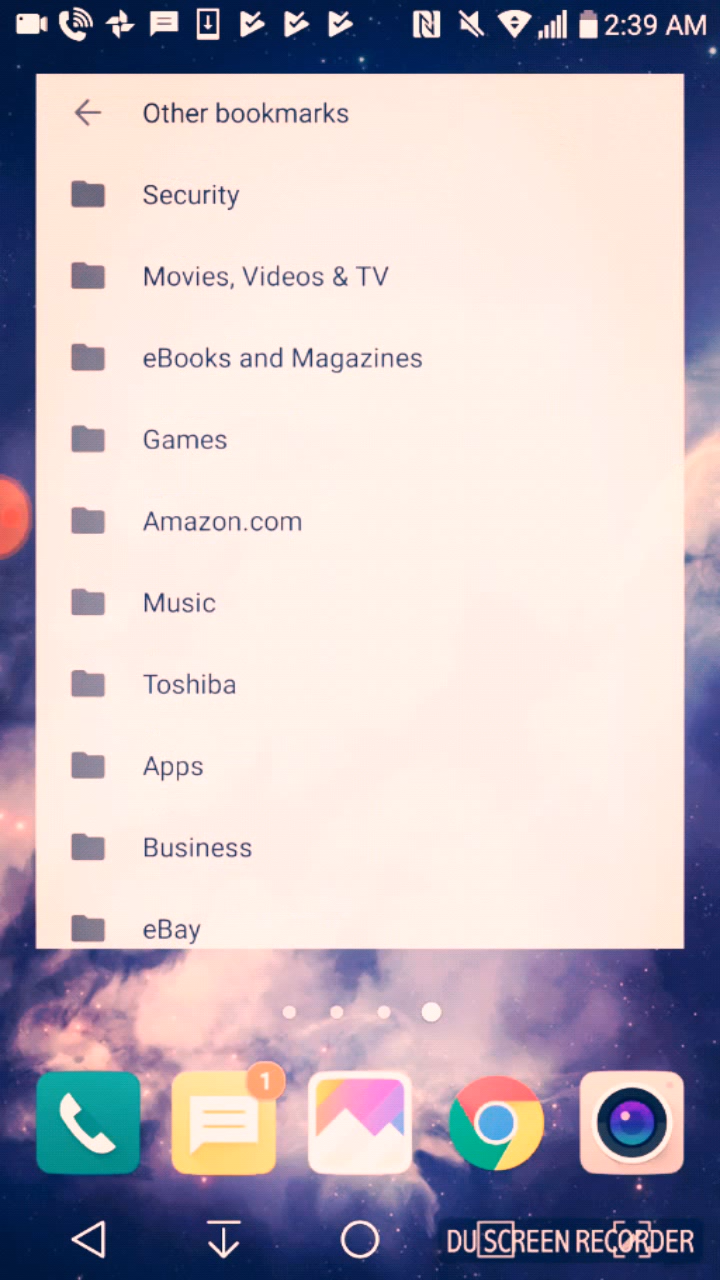 2:39 AM
Other bookmarks
Security
Movies, Videos & TV
eBooks and Magazines
Games
Amazon.com
Music
Toshiba
Apps
Business
eBay
1
DU SCREEN RECORDER